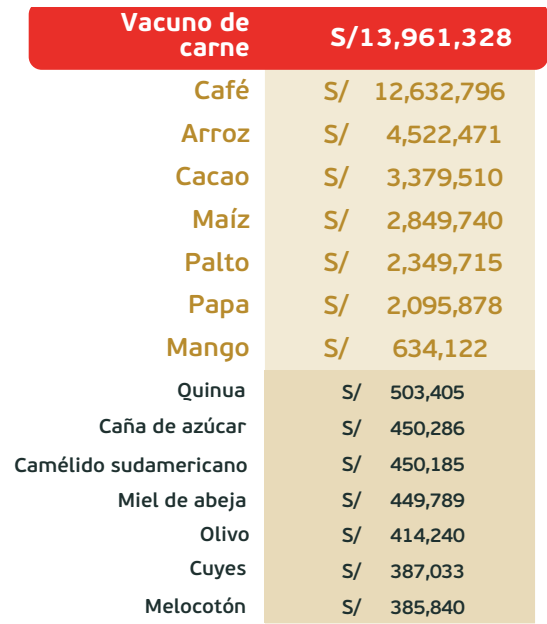 Vacuno de
carne S/13,961,328
Café S/ 12,632,796
Arroz S/ 4,522,471
Cacao S/ 3,379,510
Maíz S/ 2,849,740
Palto S/ 2,349,715
Papa S/ 2,095,878
Mango S/ 634,122
Quinua S/ 503,405
Caña de azúcar S/ 450,286
Camélido sudamericano S/ 450,185
Miel de abeja S/ 449,789
Olivo S/ 414,240
Cuyes S/ 387,033
Melocotón S/ 385,840